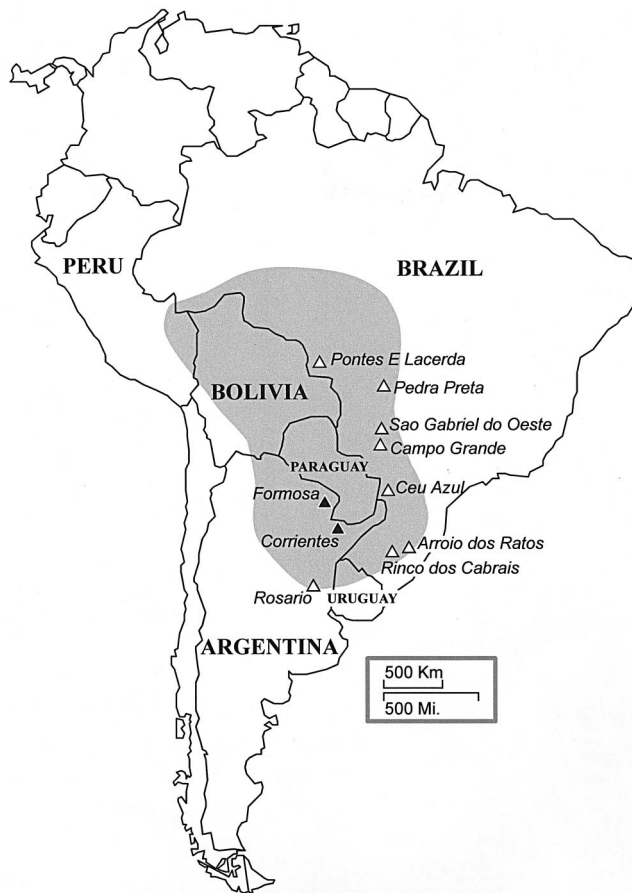 PERU
BRAZIL
Pontes E Lacerda
BOLIVIA
Pedra Preta
Sao Gabriel do Oeste
Campo Grande
PARAGUAY
Formosa
Ceu Azul
Corrientes
Arroio dos Ratos
Rinco dos Cabrais
Rosario
URUGUAY
ARGENTINA
500 Km
500 Mi.